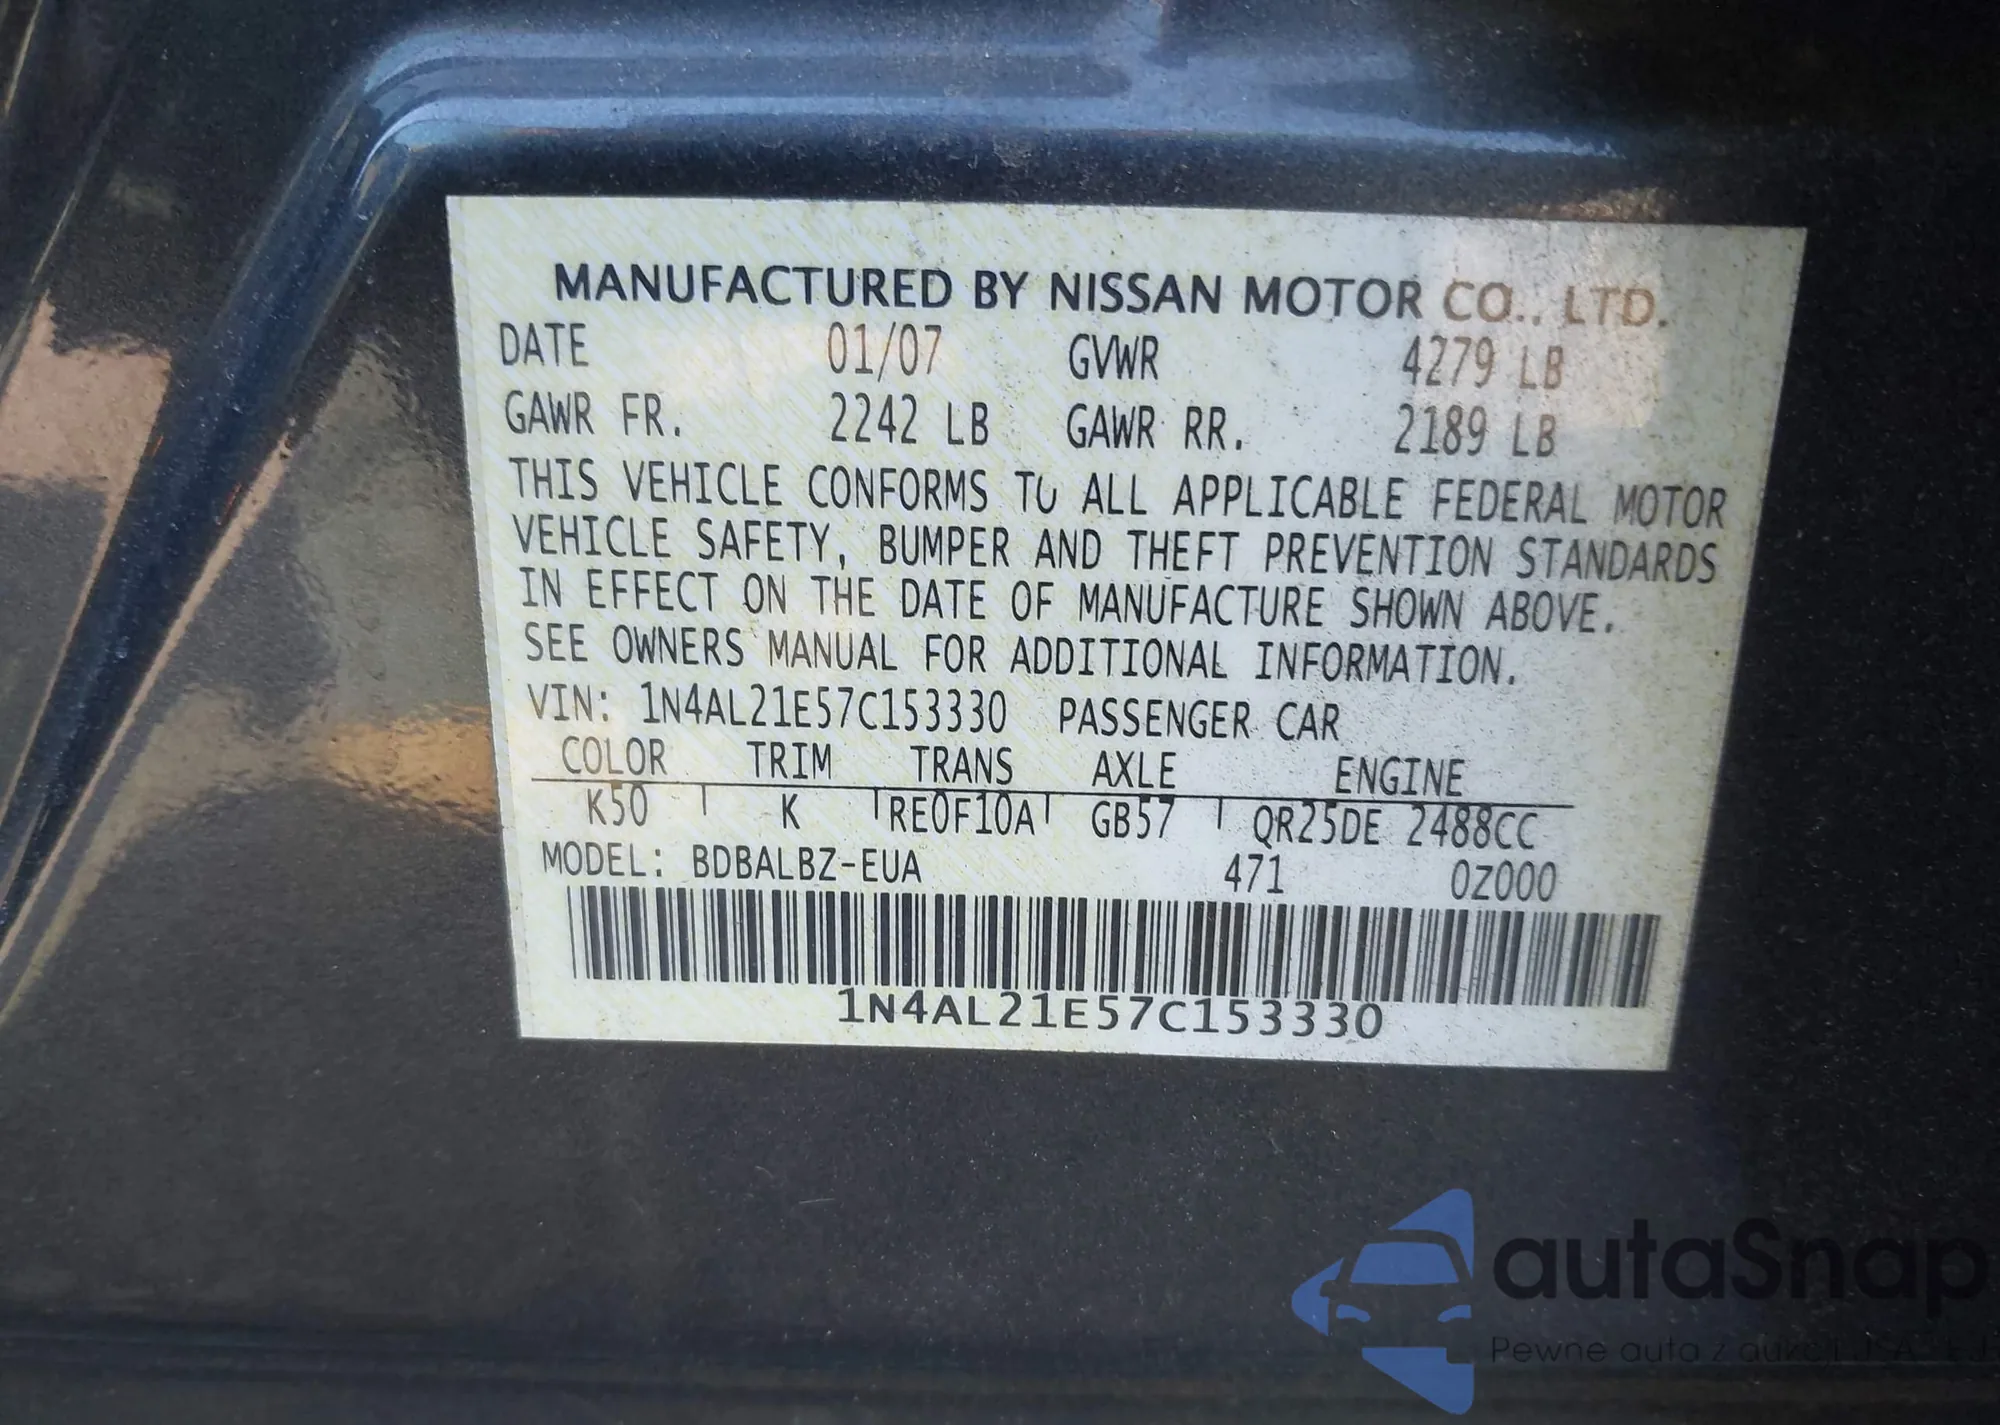 MANUFACTURED BY NISSAN MOTOR CO., LTD.
DATE 01/07 GVWR 4279 LB
GAWR FR. 2242 LB GAWR RR. 2189 LB
THIS VEHICLE CONFORMS TO ALL APPLICABLE FEDERAL MOTOR
VEHICLE SAFETY, BUMPER AND THEFT PREVENTION STANDARDS
IN EFFECT ON THE DATE OF MANUFACTURE SHOWN ABOVE.
SEE OWNERS MANUAL FOR ADDITIONAL INFORMATION.
VIN: 1N4AL21E57C153330 PASSENGER CAR
COLOR TRIM TRANS AXLE ENGINE
K50 K RE0F10A GB57 QR25DE 2488CC
MODEL: BDBALBZ-EUA 471 0Z000
1N4AL21E57C153330
autaSnap
Pewne auta z